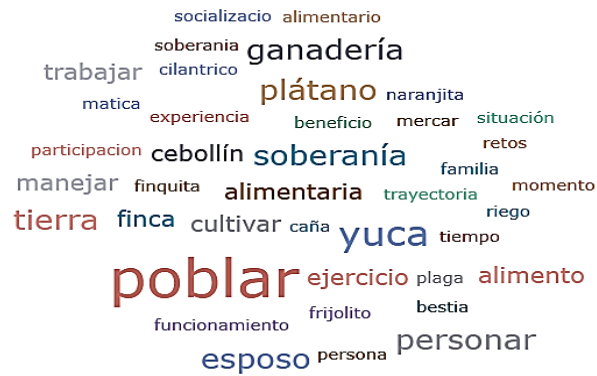 socializacio alimentario
soberania ganadería
trabajar cilantrico
plátano naranjita
matica
experiencia beneficio mercar situación
participacion cebollín soberanía retos
familia
manejar finquita alimentaria trayectoria momento
tierra finca cultivar caña yuca riego
tiempo
poblar ejercicio plaga alimento
funcionamiento frijolito bestia
esposo persona personar